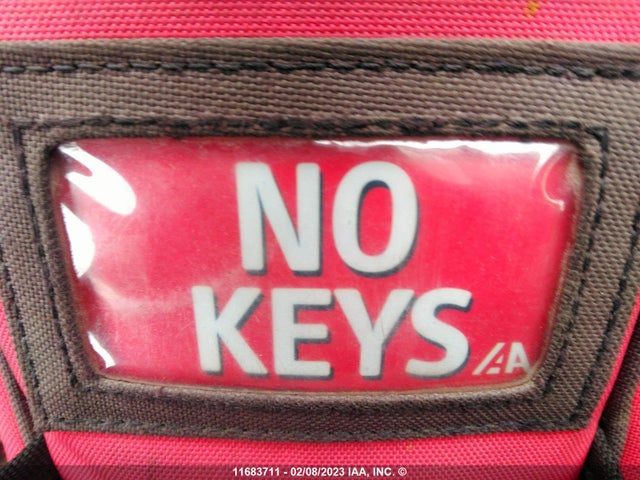 NO
KEYS
IAA
11683711 - 02/08/2023 IAA, INC. ©